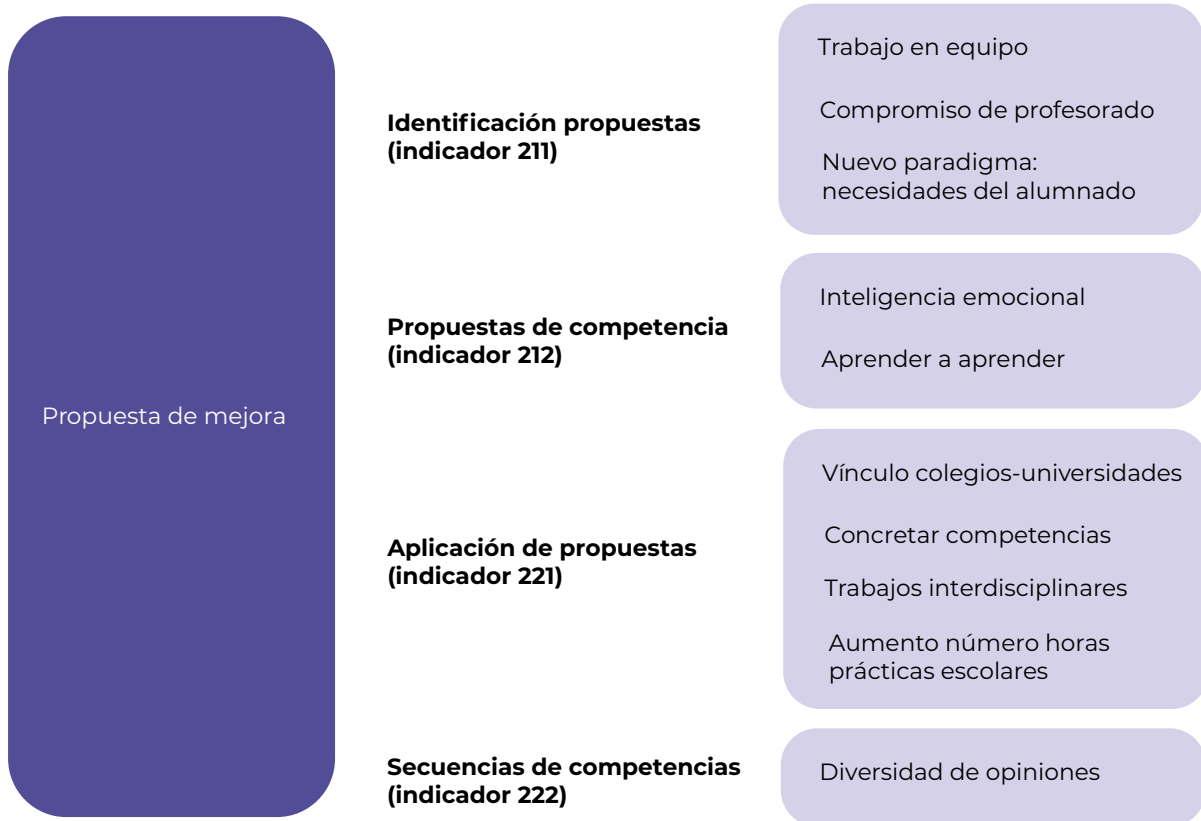 Propuesta de mejora
Identificación propuestas
(indicador 211)
Trabajo en equipo
Compromiso de profesorado
Nuevo paradigma:
necesidades del alumnado
Propuestas de competencia
(indicador 212)
Inteligencia emocional
Aprender a aprender
Aplicación de propuestas
(indicador 221)
Vínculo colegios-universidades
Concretar competencias
Trabajos interdisciplinares
Aumento número horas
prácticas escolares
Secuencias de competencias
(indicador 222)
Diversidad de opiniones